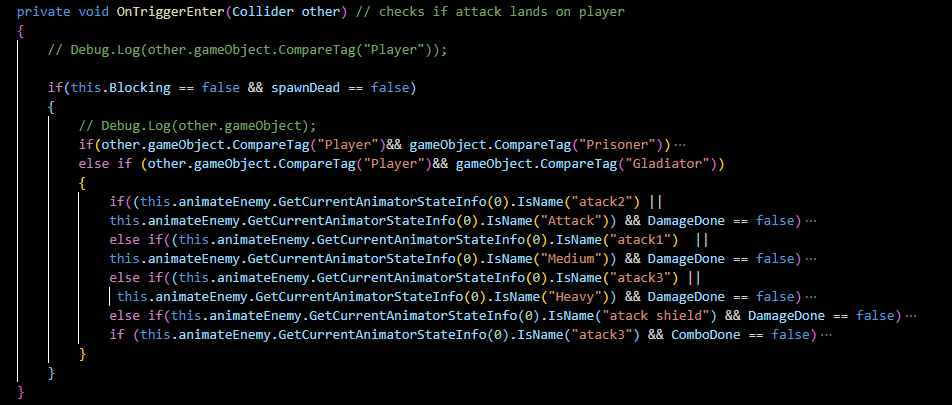 private void OnTriggerEnter(Collider other) // checks if attack lands on player
{
// Debug.Log(other.gameObject.CompareTag("Player"));
if(this.Blocking == false && spawnDead == false)
{
// Debug.Log(other.gameObject);
if(other.gameObject.CompareTag("Player")&& gameObject.CompareTag("Prisoner"))···
else if (other.gameObject.CompareTag("Player")&& gameObject.CompareTag("Gladiator"))
{
if((this.animateEnemy.GetCurrentAnimatorStateInfo(0).IsName("atack2") ||
this.animateEnemy.GetCurrentAnimatorStateInfo(0).IsName("Attack")) && DamageDone == false)···
else if((this.animateEnemy.GetCurrentAnimatorStateInfo(0).IsName("atack1")  ||
this.animateEnemy.GetCurrentAnimatorStateInfo(0).IsName("Medium")) && DamageDone == false)···
else if((this.animateEnemy.GetCurrentAnimatorStateInfo(0).IsName("atack3") ||
this.animateEnemy.GetCurrentAnimatorStateInfo(0).IsName("Heavy")) && DamageDone == false)···
else if(this.animateEnemy.GetCurrentAnimatorStateInfo(0).IsName("atack shield") && DamageDone == false)···
if (this.animateEnemy.GetCurrentAnimatorStateInfo(0).IsName("atack3") && ComboDone == false)···
}
}
}